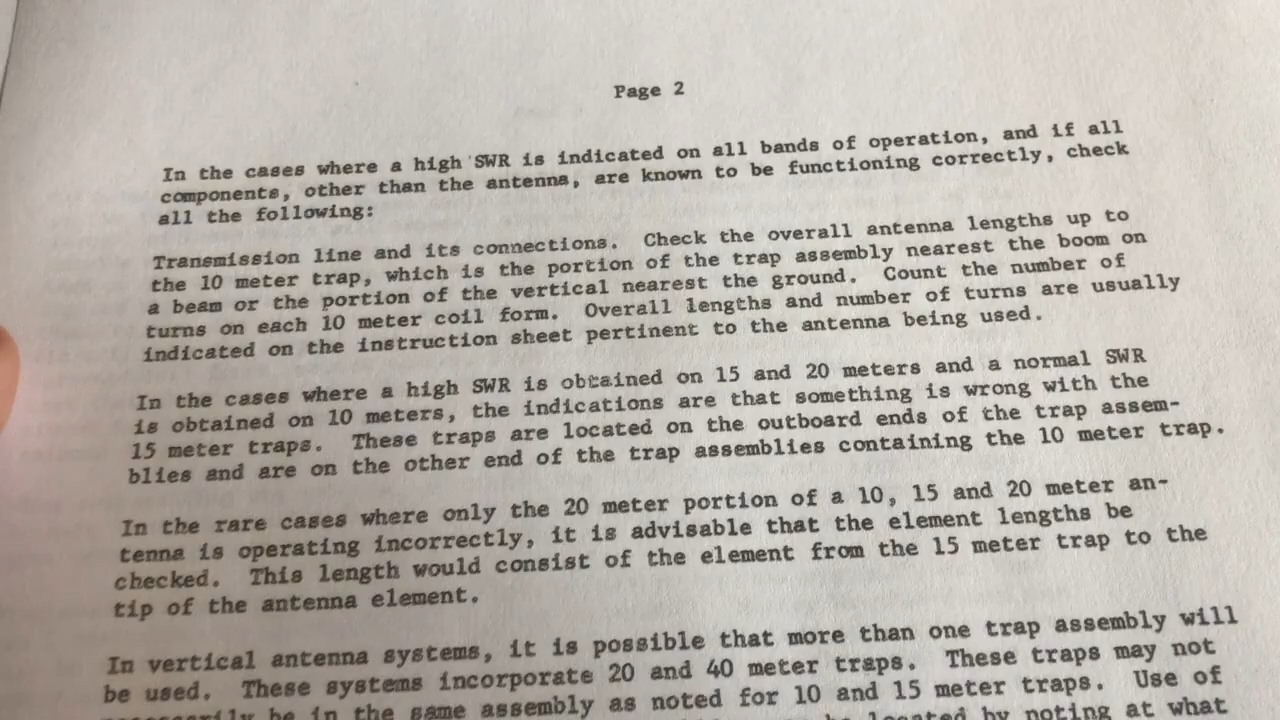 Page 2
In the cases where a high SWR is indicated on all bands of operation, and if all
components, other than the antenna, are known to be functioning correctly, check
all the following:
Transmission line and its connections. Check the overall antenna lengths up to
the 10 meter trap, which is the portion of the trap assembly nearest the boom on
a beam or the portion of the vertical nearest the ground. Count the number of
turns on each 10 meter coil form. Overall lengths and number of turns are usually
indicated on the instruction sheet pertinent to the antenna being used.
In the cases where a high SWR is obtained on 15 and 20 meters and a normal SWR
is obtained on 10 meters, the indications are that something is wrong with the
15 meter traps. These traps are located on the outboard ends of the trap assem-
blies and are on the other end of the trap assemblies containing the 10 meter trap.
In the rare cases where only the 20 meter portion of a 10, 15 and 20 meter an-
tenna is operating incorrectly, it is advisable that the element lengths be
checked. This length would consist of the element from the 15 meter trap to the
tip of the antenna element.
In vertical antenna systems, it is possible that more than one trap assembly will
be used. These systems incorporate 20 and 40 meter traps. These traps may not
be in the same assembly as noted for 10 and 15 meter traps. Use of
located by noting at what